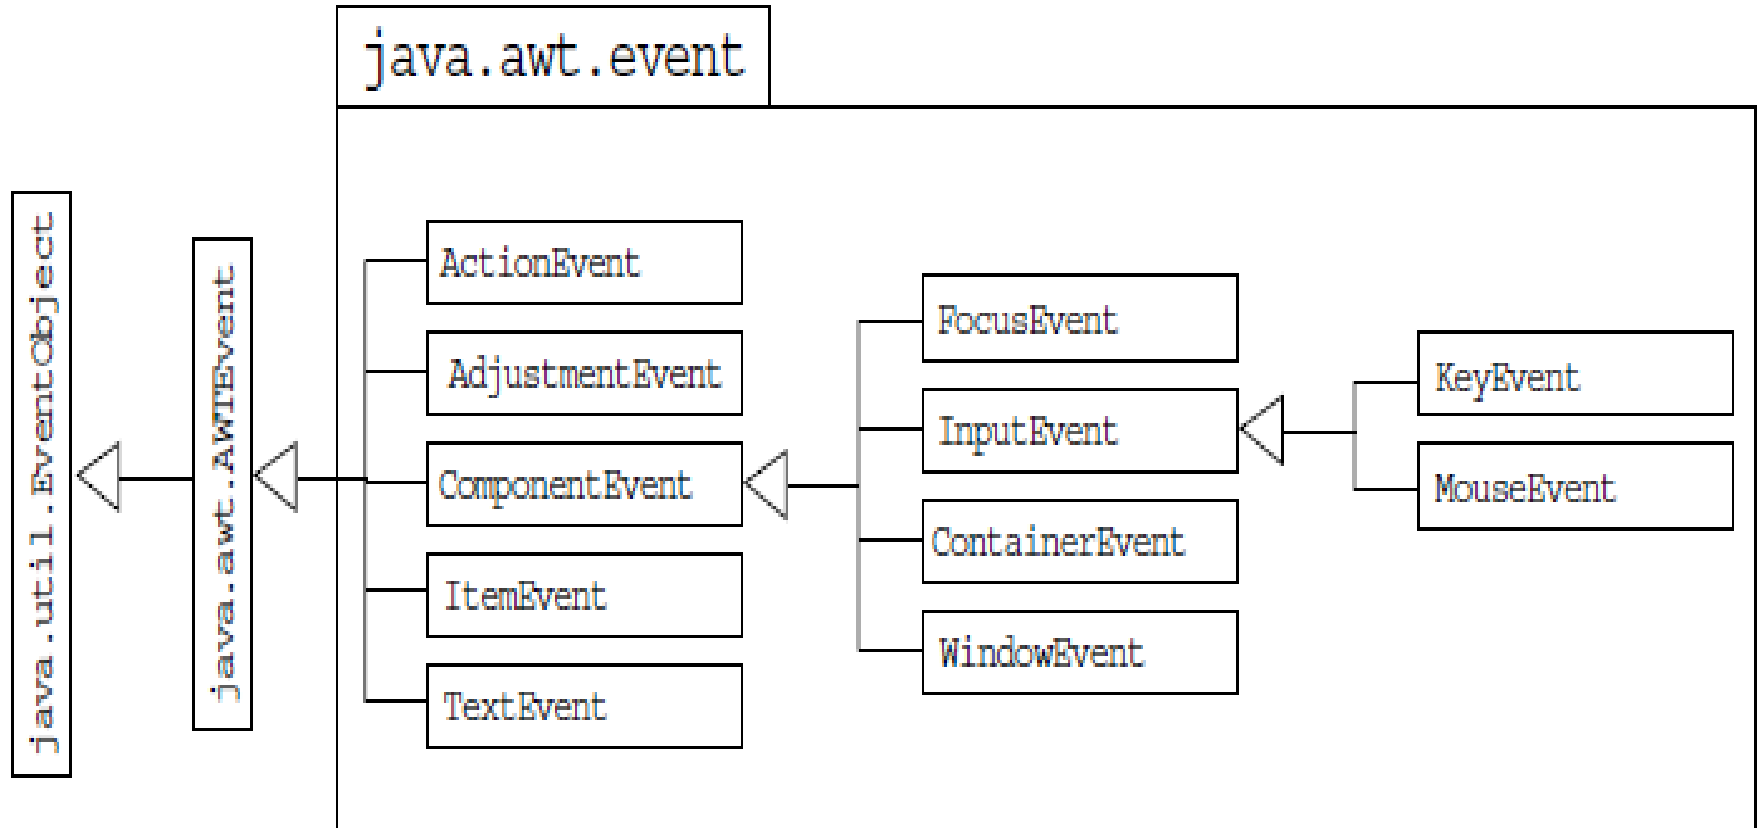 java.awt.event
java.util.EventObject
java.awt.AWTEvent
ActionEvent
AdjustmentEvent
ComponentEvent
ItemEvent
TextEvent
FocusEvent
InputEvent
ContainerEvent
WindowEvent
KeyEvent
MouseEvent